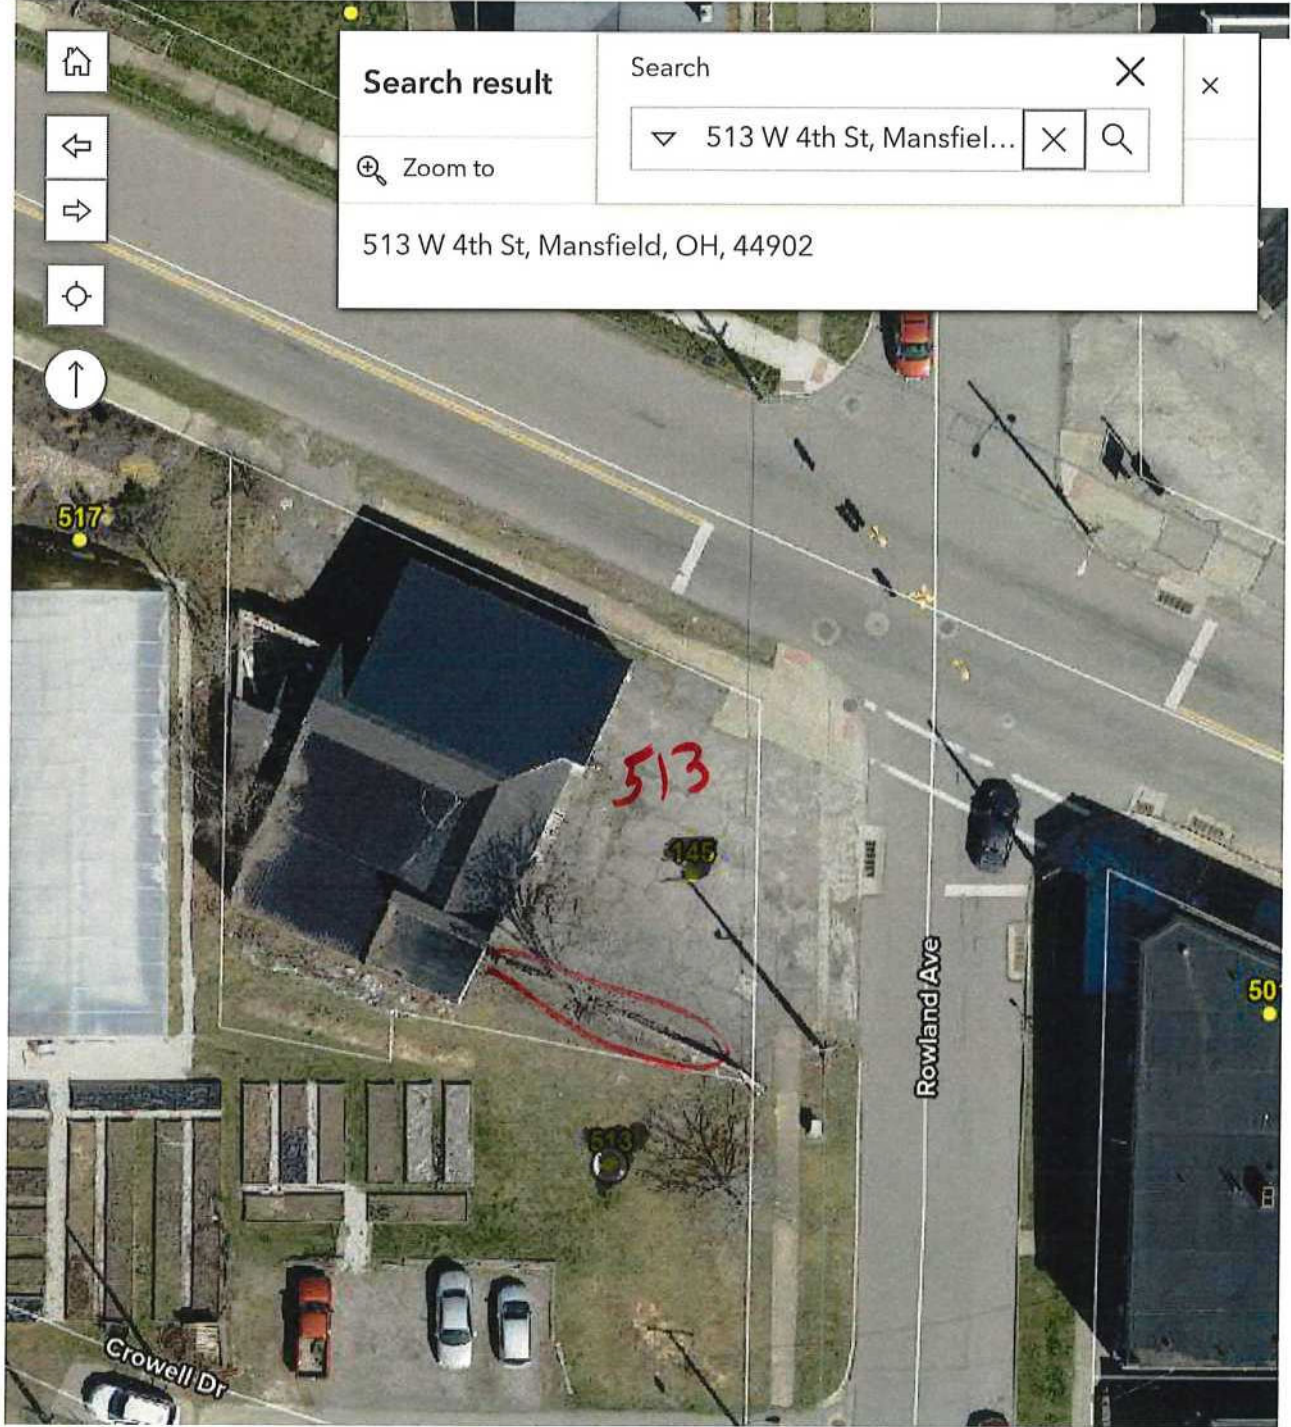 Search result
Search
513 W 4th St, Mansfiel...
Zoom to
513 W 4th St, Mansfield, OH, 44902
517
513
145
Rowland Ave
50
513
Crowell Dr